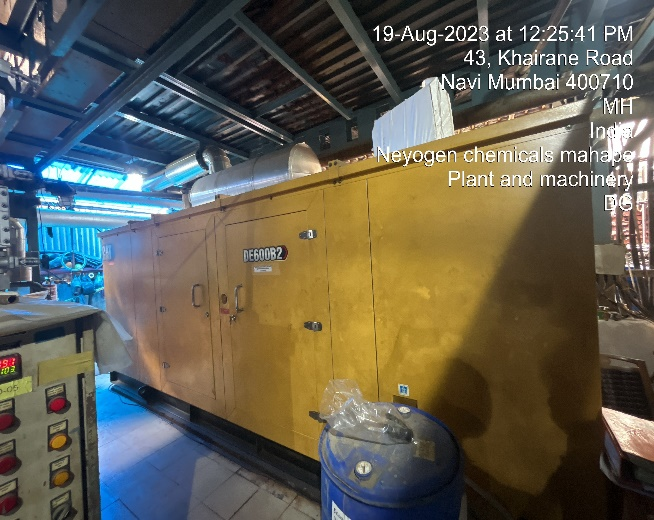 19-Aug-2023 at 12:25:41 PM
43, Khairane Road
Navi Mumbai 400710
MH
India
Neyogen chemicals mahape
Plant and machinery
DG
DE600B2